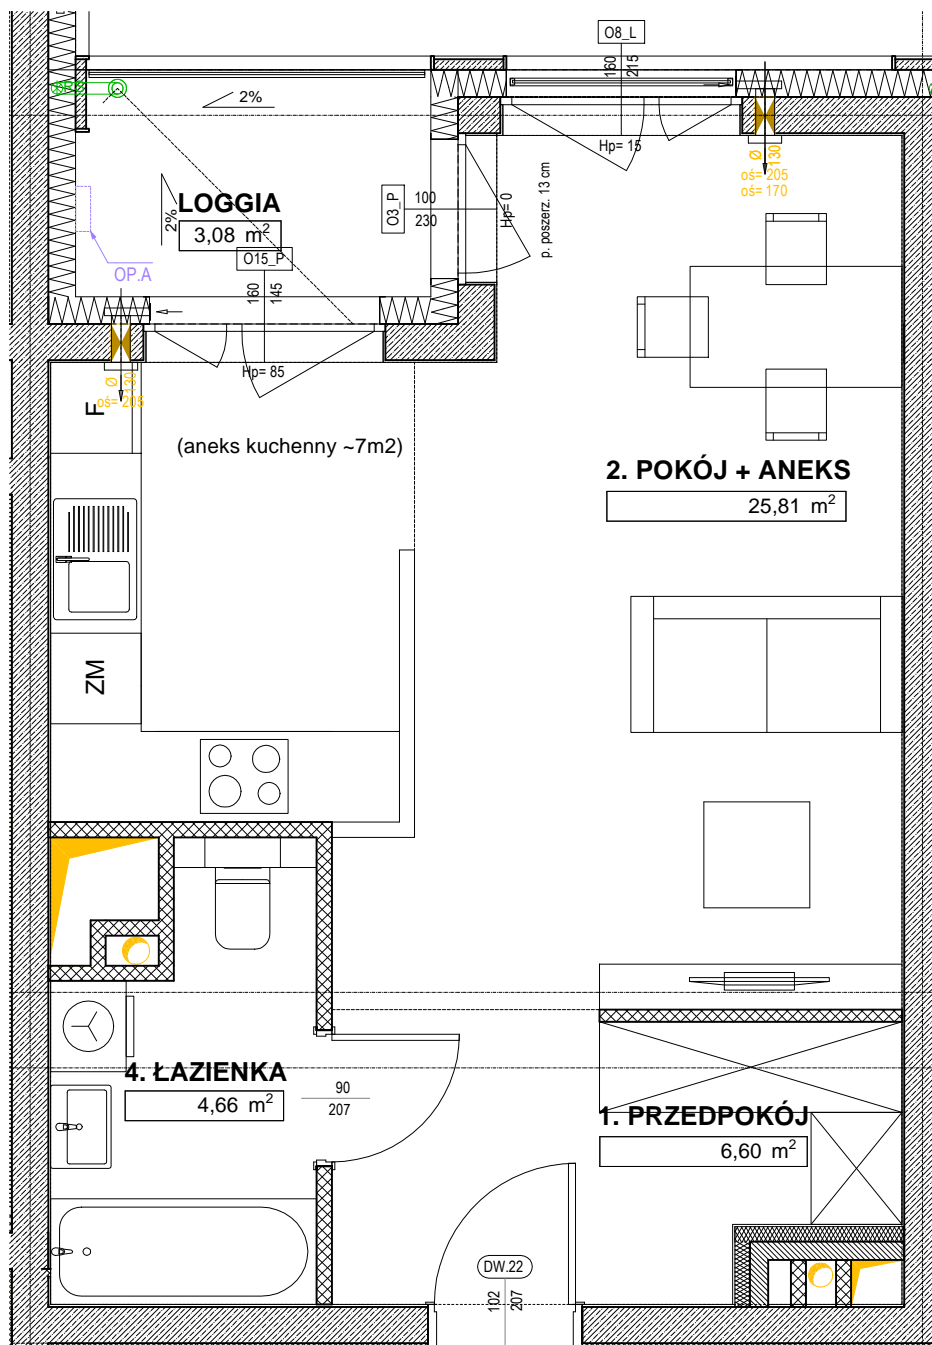 O8_L
160
215
2%
Hp= 15
Ø
130
oś= 205
oś= 170
2%
LOGGIA
3,08 m²
O3_P
100
230
Hp= 0
p. poszerz. 13 cm
OP.A
O15_P
160
145
Hp= 85
Ø
130
oś= 205
F
(aneks kuchenny ~7m2)
2. POKÓJ + ANEKS
25,81 m²
ZM
4. ŁAZIENKA
4,66 m²
90
207
1. PRZEDPOKÓJ
6,60 m²
DW.22
102
207